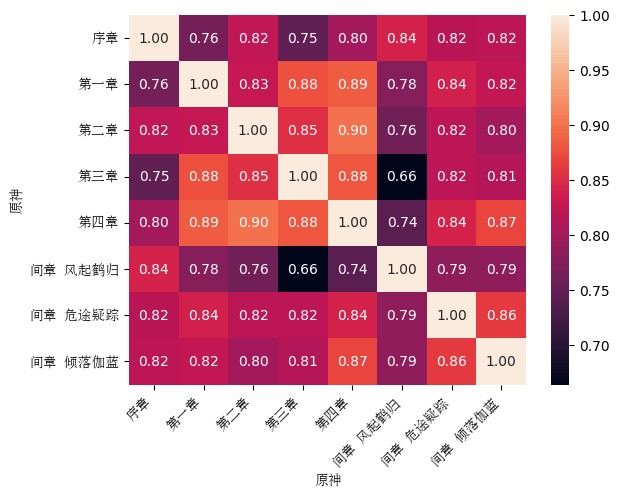 序章 1.00 0.76 0.82 0.75 0.80 0.84 0.82 0.82
第一章 0.76 1.00 0.83 0.88 0.89 0.78 0.84 0.82
第二章 0.82 0.83 1.00 0.85 0.90 0.76 0.82 0.80
第三章 0.75 0.88 0.85 1.00 0.88 0.66 0.82 0.81
第四章 0.80 0.89 0.90 0.88 1.00 0.74 0.84 0.87
间章 风起鹤归 0.84 0.78 0.76 0.66 0.74 1.00 0.79 0.79
间章 危途疑踪 0.82 0.84 0.82 0.82 0.84 0.79 1.00 0.86
间章 倾落伽蓝 0.82 0.82 0.80 0.81 0.87 0.79 0.86 1.00
原神
序章
第一章
第二章
第三章
第四章
间章 风起鹤归
间章 危途疑踪
间章 倾落伽蓝
原神
1.00
0.95
0.90
0.85
0.80
0.75
0.70